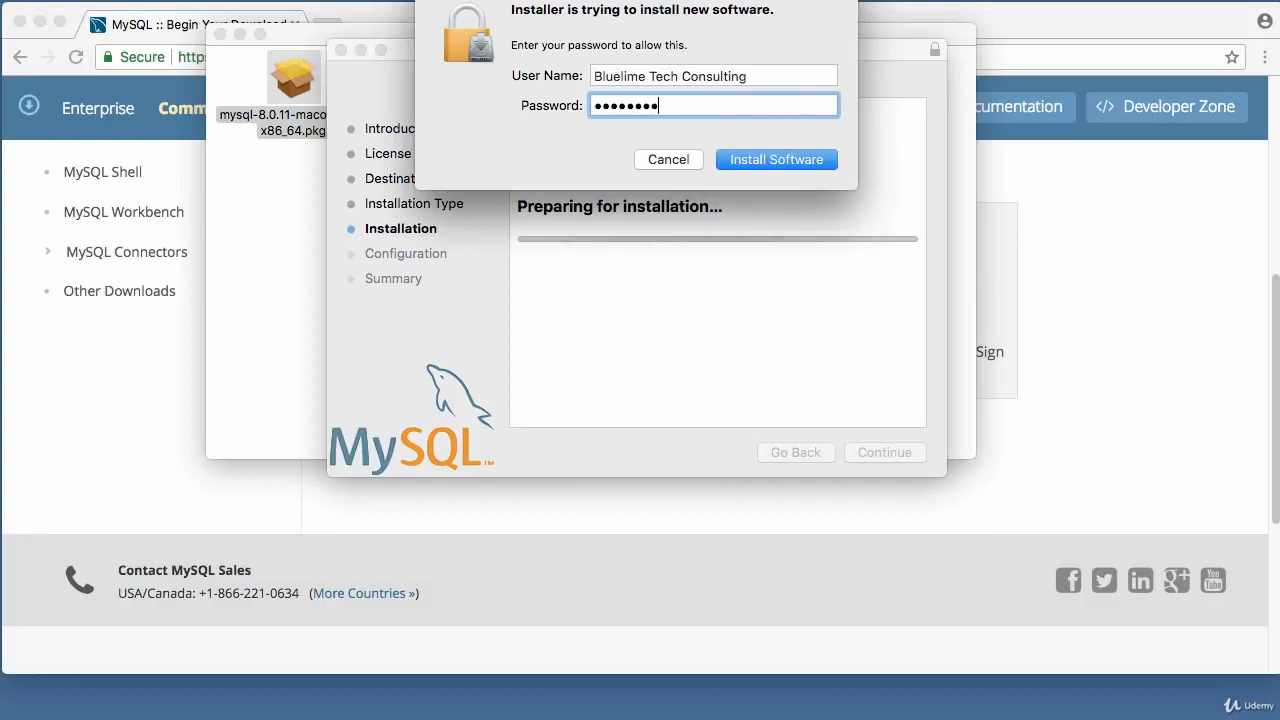 MySQL :: Begin Your Download
Secure
https
Installer is trying to install new software.
Enter your password to allow this.
User Name: Bluelime Tech Consulting
Password: ●●●●●●●●
Cancel
Install Software
Enterprise
Comm
cumentation
</> Developer Zone
mysql-8.0.11-maco
x86_64.pkg
MySQL Shell
MySQL Workbench
MySQL Connectors
Other Downloads
Introduc
License
Destinat
Installation Type
Installation
Configuration
Summary
Preparing for installation...
Sign
MySQL™
Go Back
Continue
Contact MySQL Sales
USA/Canada: +1-866-221-0634 (More Countries »)
You
Tube
Udemy